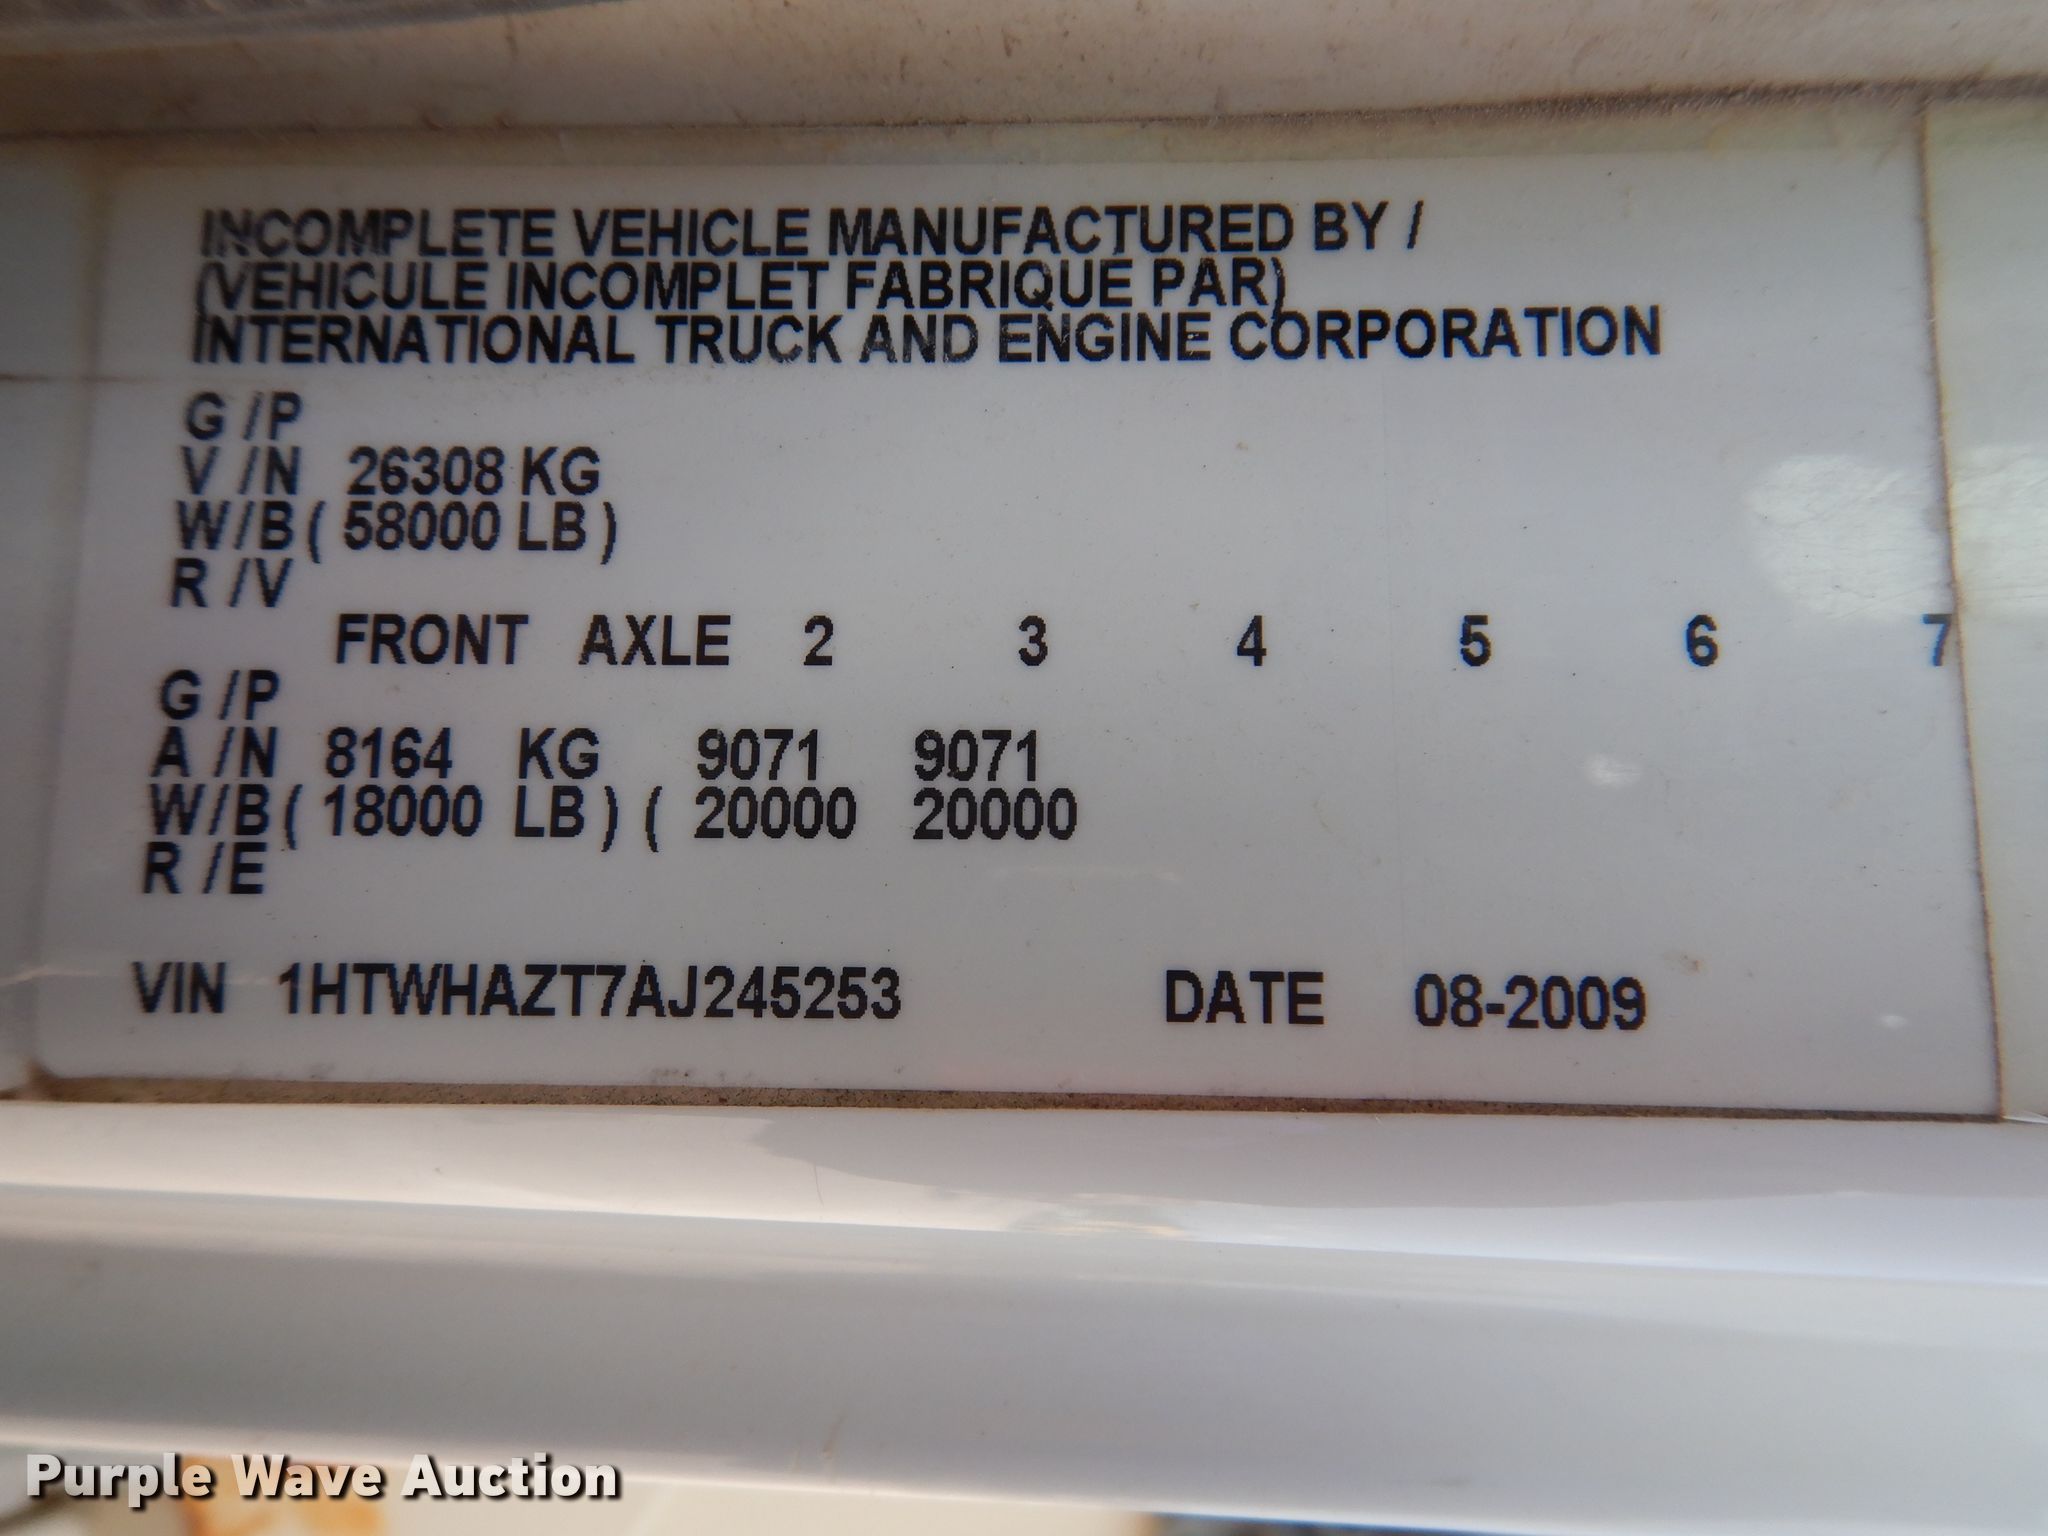 INCOMPLETE VEHICLE MANUFACTURED BY /
(VEHICULE INCOMPLET FABRIQUE PAR)
INTERNATIONAL TRUCK AND ENGINE CORPORATION
G /P
V /N 26308 KG
W/B ( 58000 LB )
R /V
FRONT AXLE 2 3 4 5 6 7
G /P
A /N 8164 KG 9071 9071
W/B ( 18000 LB ) ( 20000 20000
R /E
VIN 1HTWHAZT7AJ245253 DATE 08-2009
Purple Wave Auction